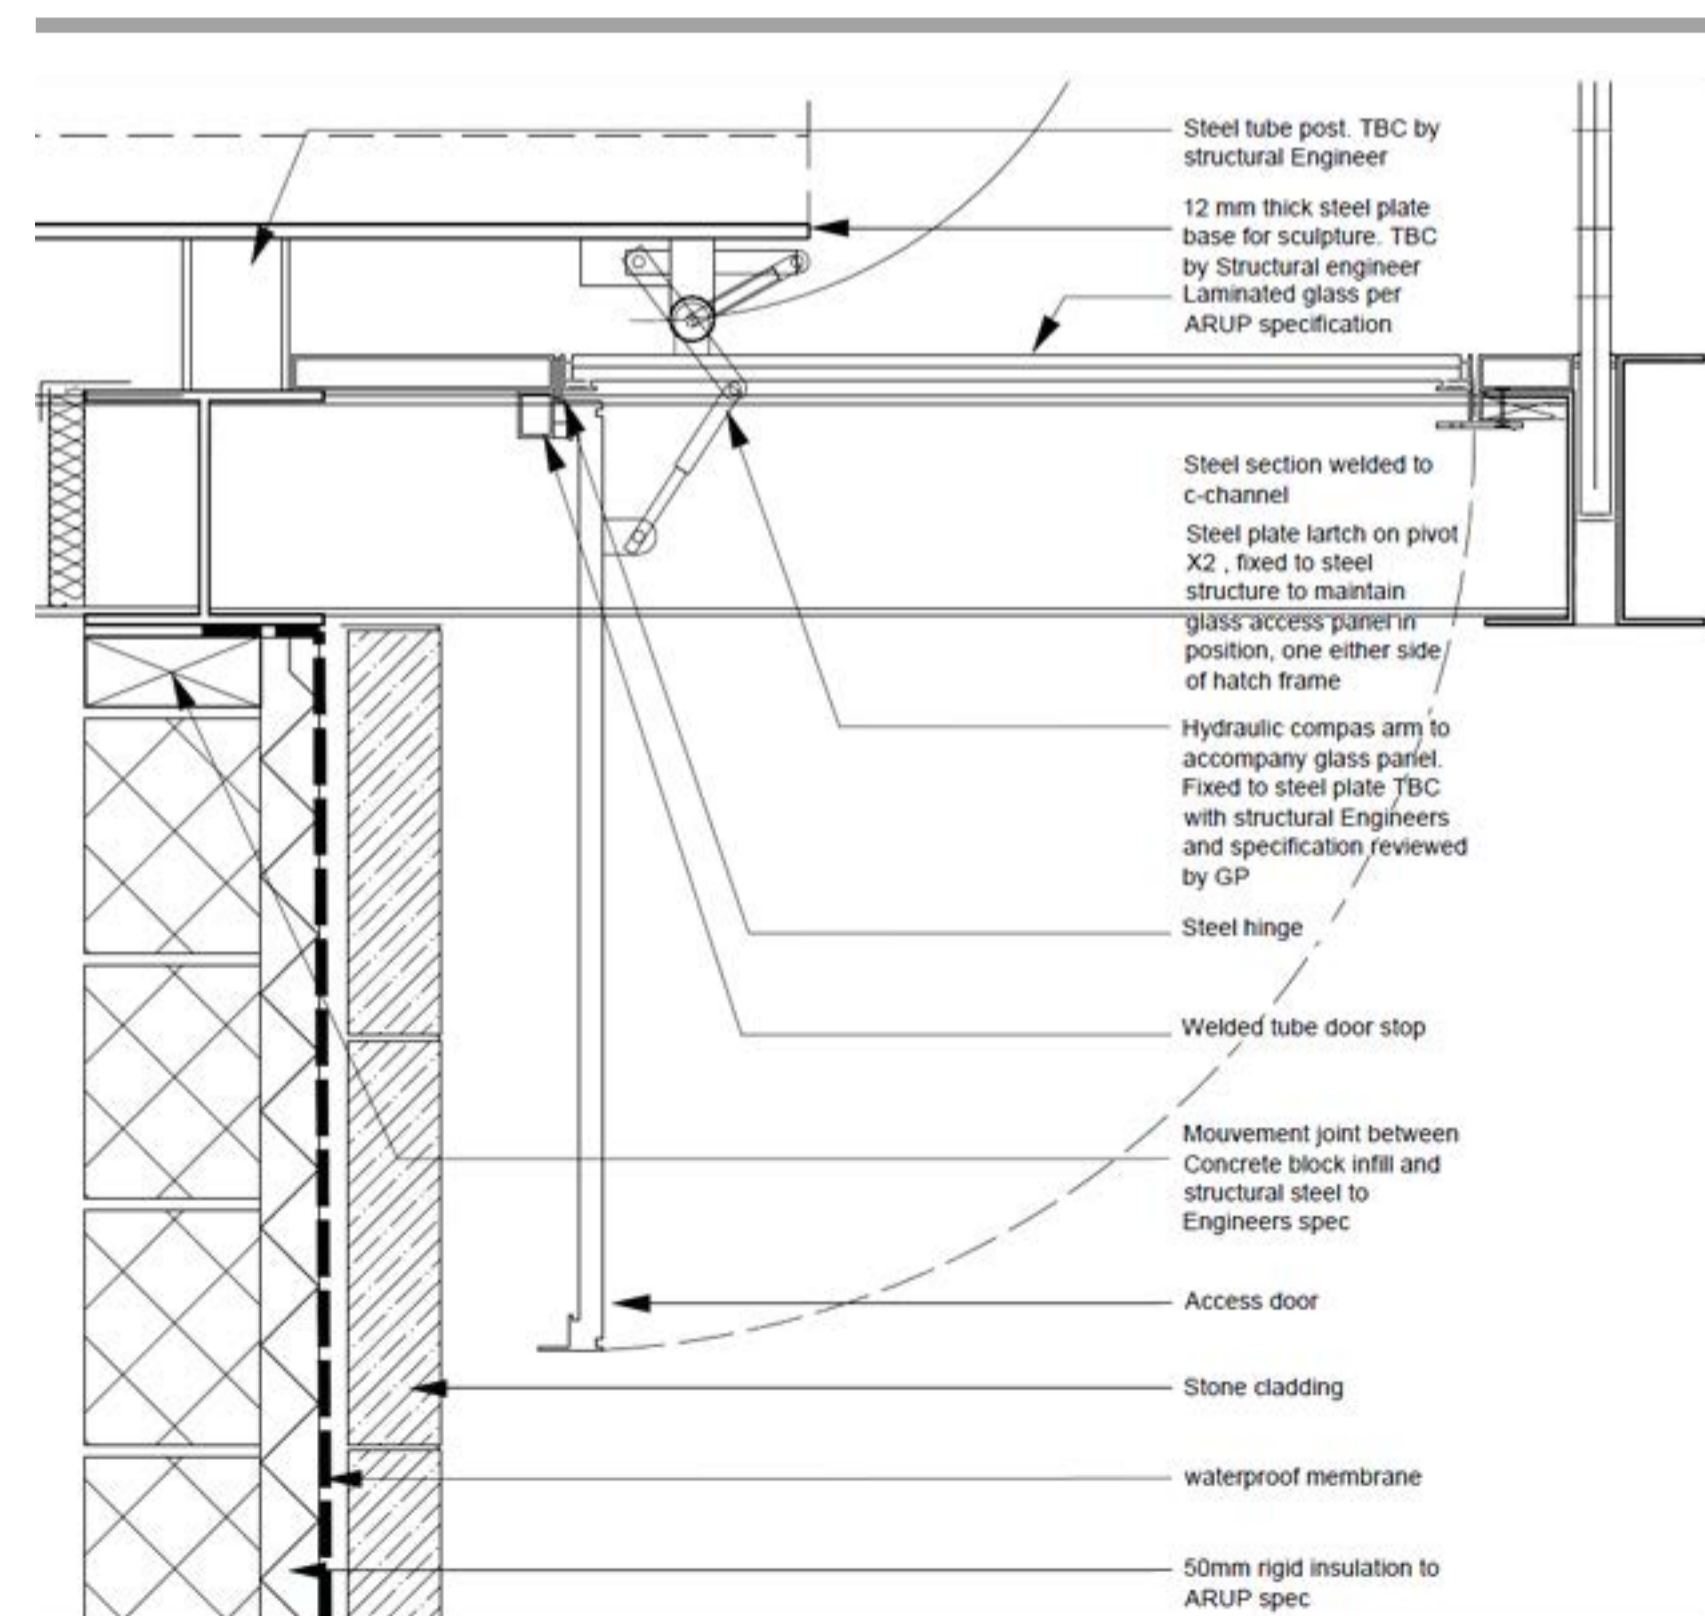 Steel tube post. TBC by
structural Engineer
12 mm thick steel plate
base for sculpture. TBC
by Structural engineer
Laminated glass per
ARUP specification
Steel section welded to
c-channel
Steel plate lartch on pivot
X2 , fixed to steel
structure to maintain
glass access panel in
position, one either side
of hatch frame
Hydraulic compas arm to
accompany glass panel.
Fixed to steel plate TBC
with structural Engineers
and specification reviewed
by GP
Steel hinge
Welded tube door stop
Mouvement joint between
Concrete block infill and
structural steel to
Engineers spec
Access door
Stone cladding
waterproof membrane
50mm rigid insulation to
ARUP spec